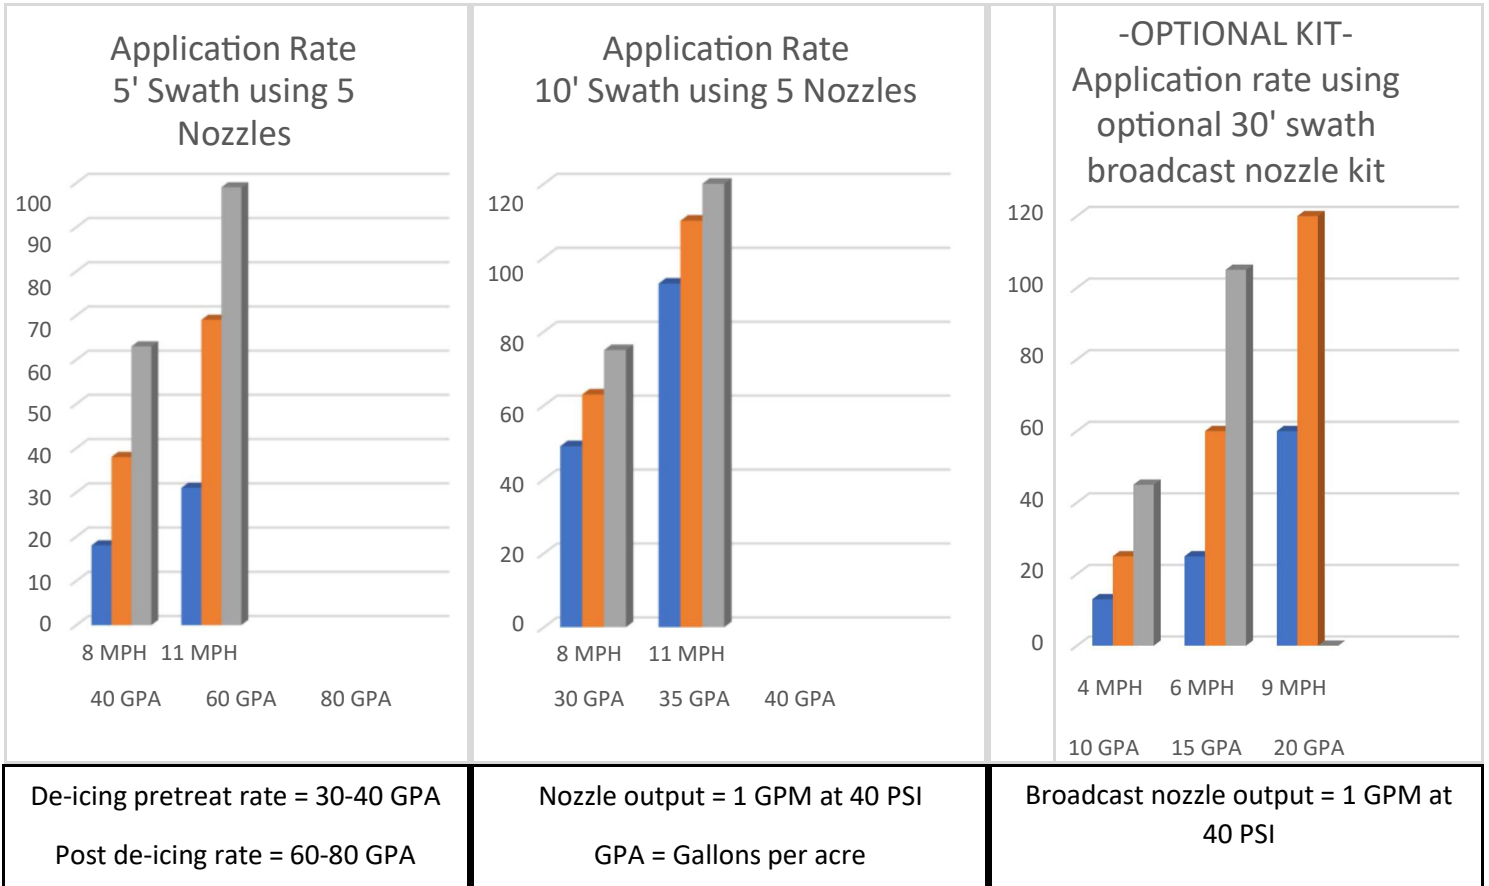 Application Rate
5' Swath using 5
Nozzles
100
90
80
70
60
50
40
30
20
10
0
8 MPH 11 MPH
40 GPA 60 GPA 80 GPA
Application Rate
10' Swath using 5 Nozzles
120
100
80
60
40
20
0
8 MPH 11 MPH
30 GPA 35 GPA 40 GPA
-OPTIONAL KIT-
Application rate using
optional 30' swath
broadcast nozzle kit
120
100
80
60
40
20
0
4 MPH 6 MPH 9 MPH
10 GPA 15 GPA 20 GPA
De-icing pretreat rate = 30-40 GPA
Post de-icing rate = 60-80 GPA
Nozzle output = 1 GPM at 40 PSI
GPA = Gallons per acre
Broadcast nozzle output = 1 GPM at
40 PSI